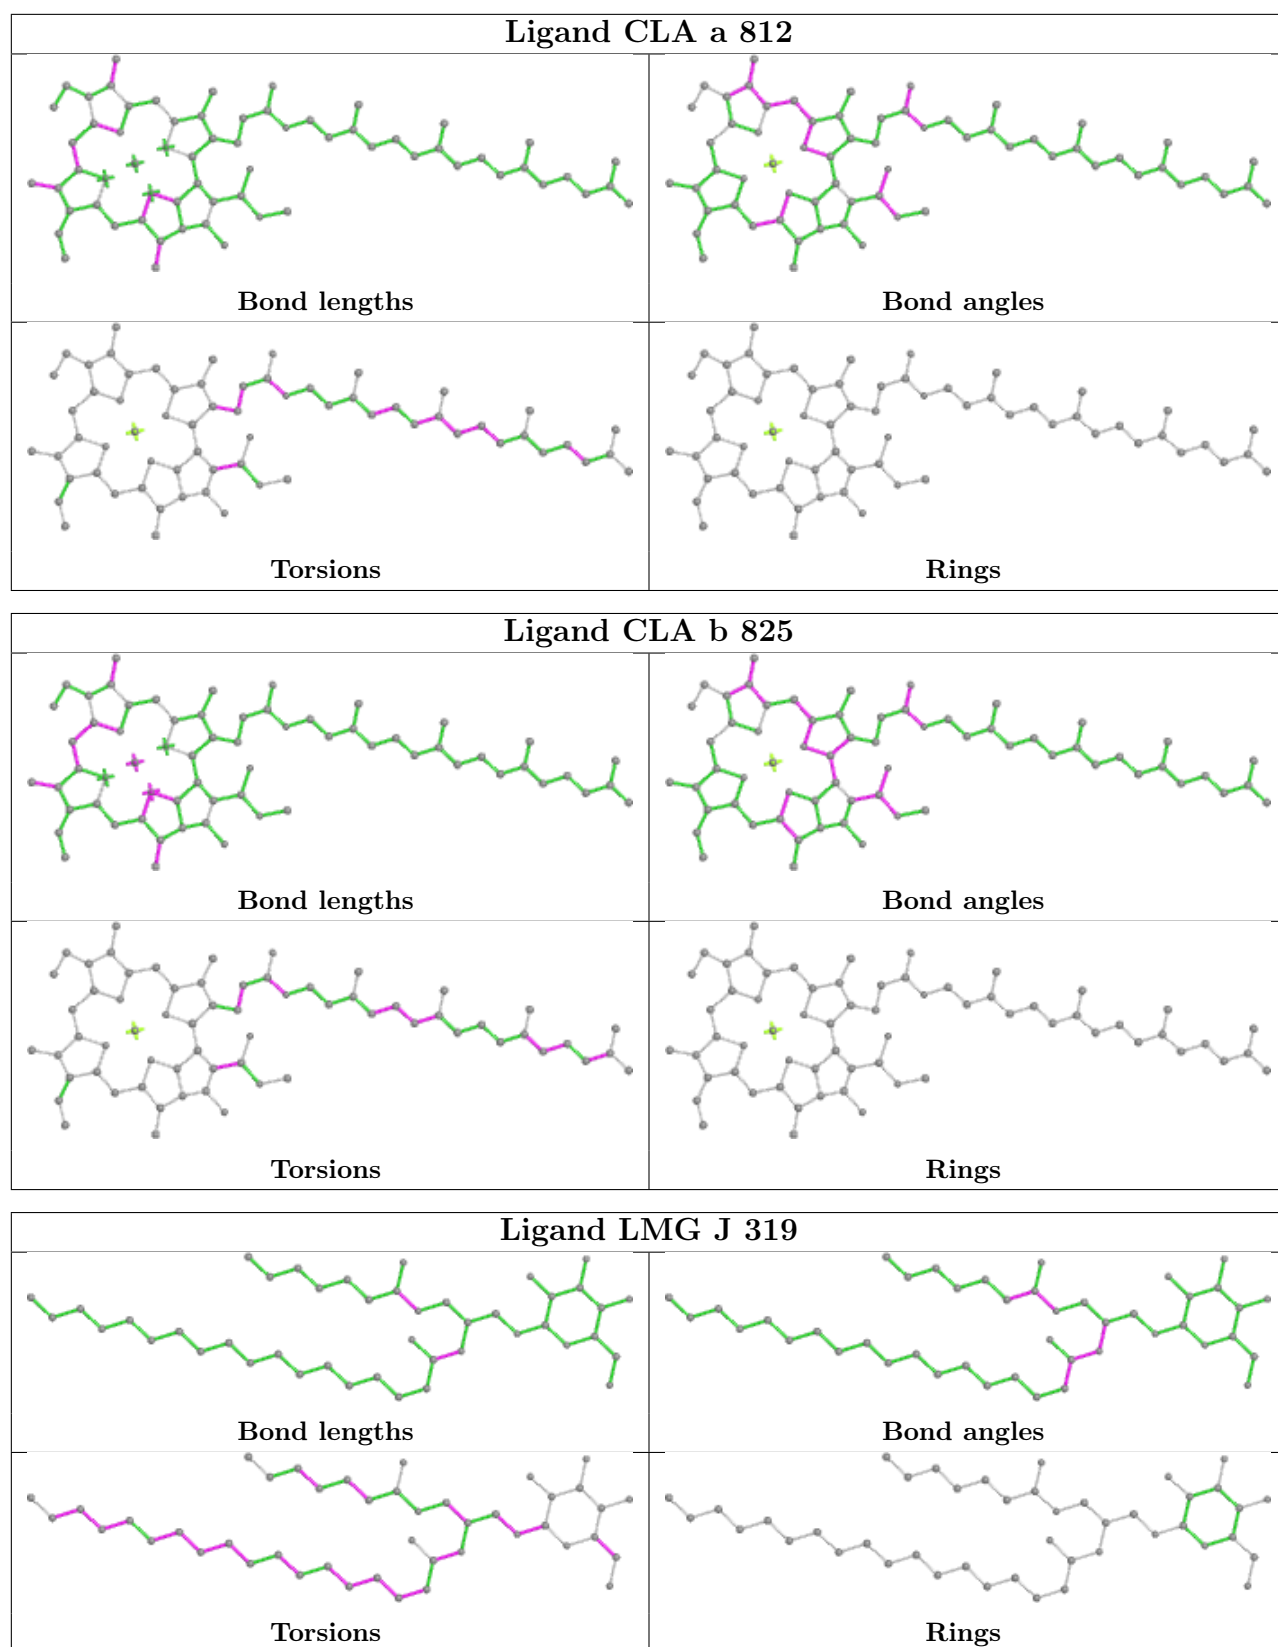 Ligand CLA a 812
Bond lengths
Bond angles
Torsions
Rings
Ligand CLA b 825
Bond lengths
Bond angles
Torsions
Rings
Ligand LMG J 319
Bond lengths
Bond angles
Torsions
Rings